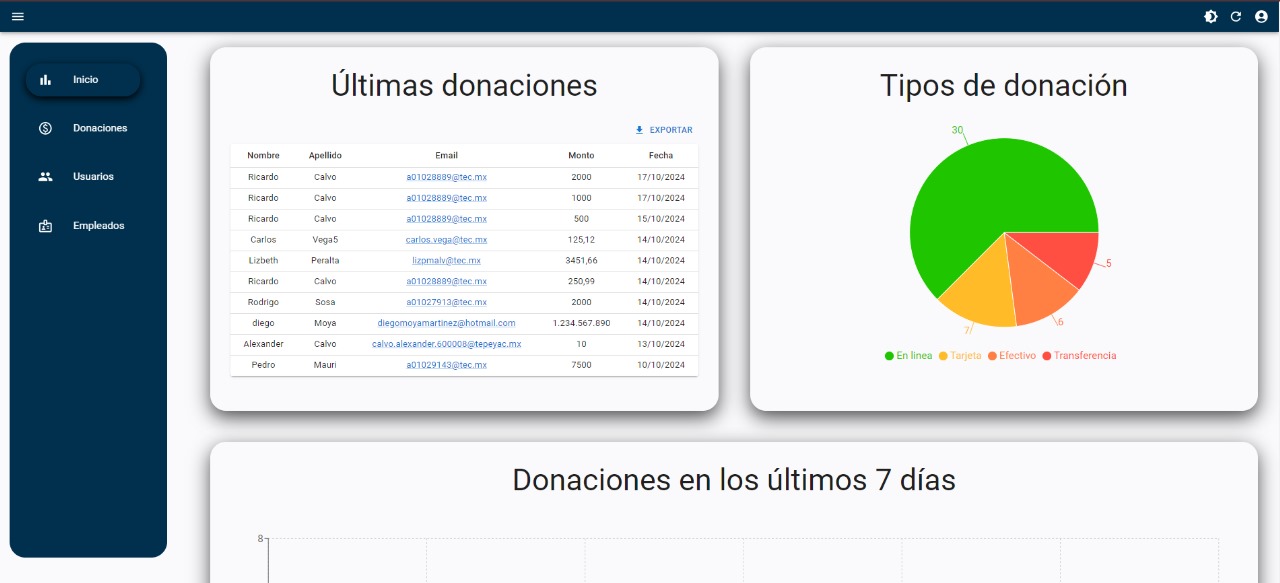 Inicio
Donaciones
Usuarios
Empleados
Últimas donaciones
EXPORTAR
Nombre Apellido Email Monto Fecha
Ricardo Calvo a01028889@tec.mx 2000 17/10/2024
Ricardo Calvo a01028889@tec.mx 1000 17/10/2024
Ricardo Calvo a01028889@tec.mx 500 15/10/2024
Carlos Vega5 carlos.vega@tec.mx 125,12 14/10/2024
Lizbeth Peralta lizpmalv@tec.mx 3451,66 14/10/2024
Ricardo Calvo a01028889@tec.mx 250,99 14/10/2024
Rodrigo Sosa a01027913@tec.mx 2000 14/10/2024
diego Moya diegomoyamartinez@hotmail.com 1.234.567.890 14/10/2024
Alexander Calvo calvo.alexander.600008@tepeyac.mx 10 13/10/2024
Pedro Mauri a01029143@tec.mx 7500 10/10/2024
Tipos de donación
30
5
6
7
En linea Tarjeta Efectivo Transferencia
Donaciones en los últimos 7 días
8